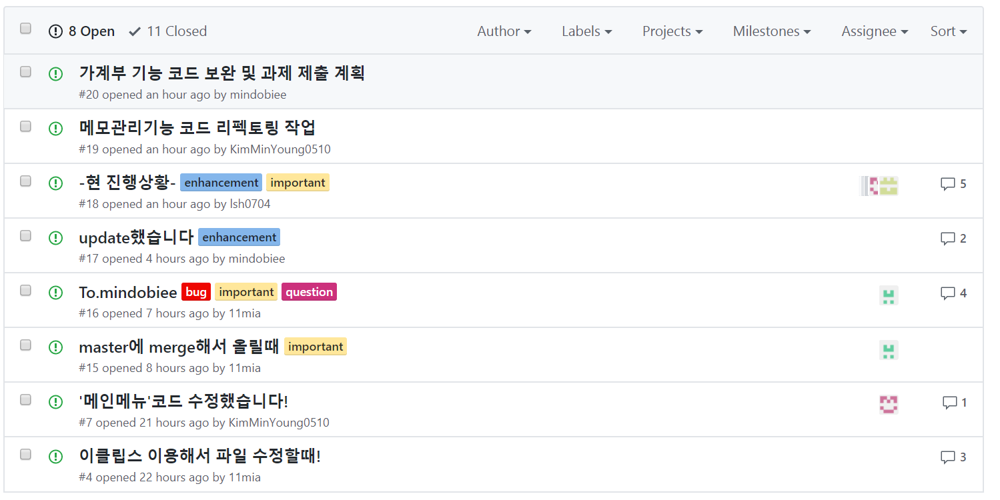 8 Open 11 Closed Author Labels Projects Milestones Assignee Sort
가계부 기능 코드 보완 및 과제 제출 계획
#20 opened an hour ago by mindobiee
메모관리기능 코드 리펙토링 작업
#19 opened an hour ago by KimMinYoung0510
-현 진행상황- enhancement important 5
#18 opened an hour ago by lsh0704
update했습니다 enhancement 2
#17 opened 4 hours ago by mindobiee
To.mindobiee bug important question 4
#16 opened 7 hours ago by 11mia
master에 merge해서 올릴때 important
#15 opened 8 hours ago by 11mia
'메인메뉴'코드 수정했습니다! 1
#7 opened 21 hours ago by KimMinYoung0510
이클립스 이용해서 파일 수정할때! 3
#4 opened 22 hours ago by 11mia